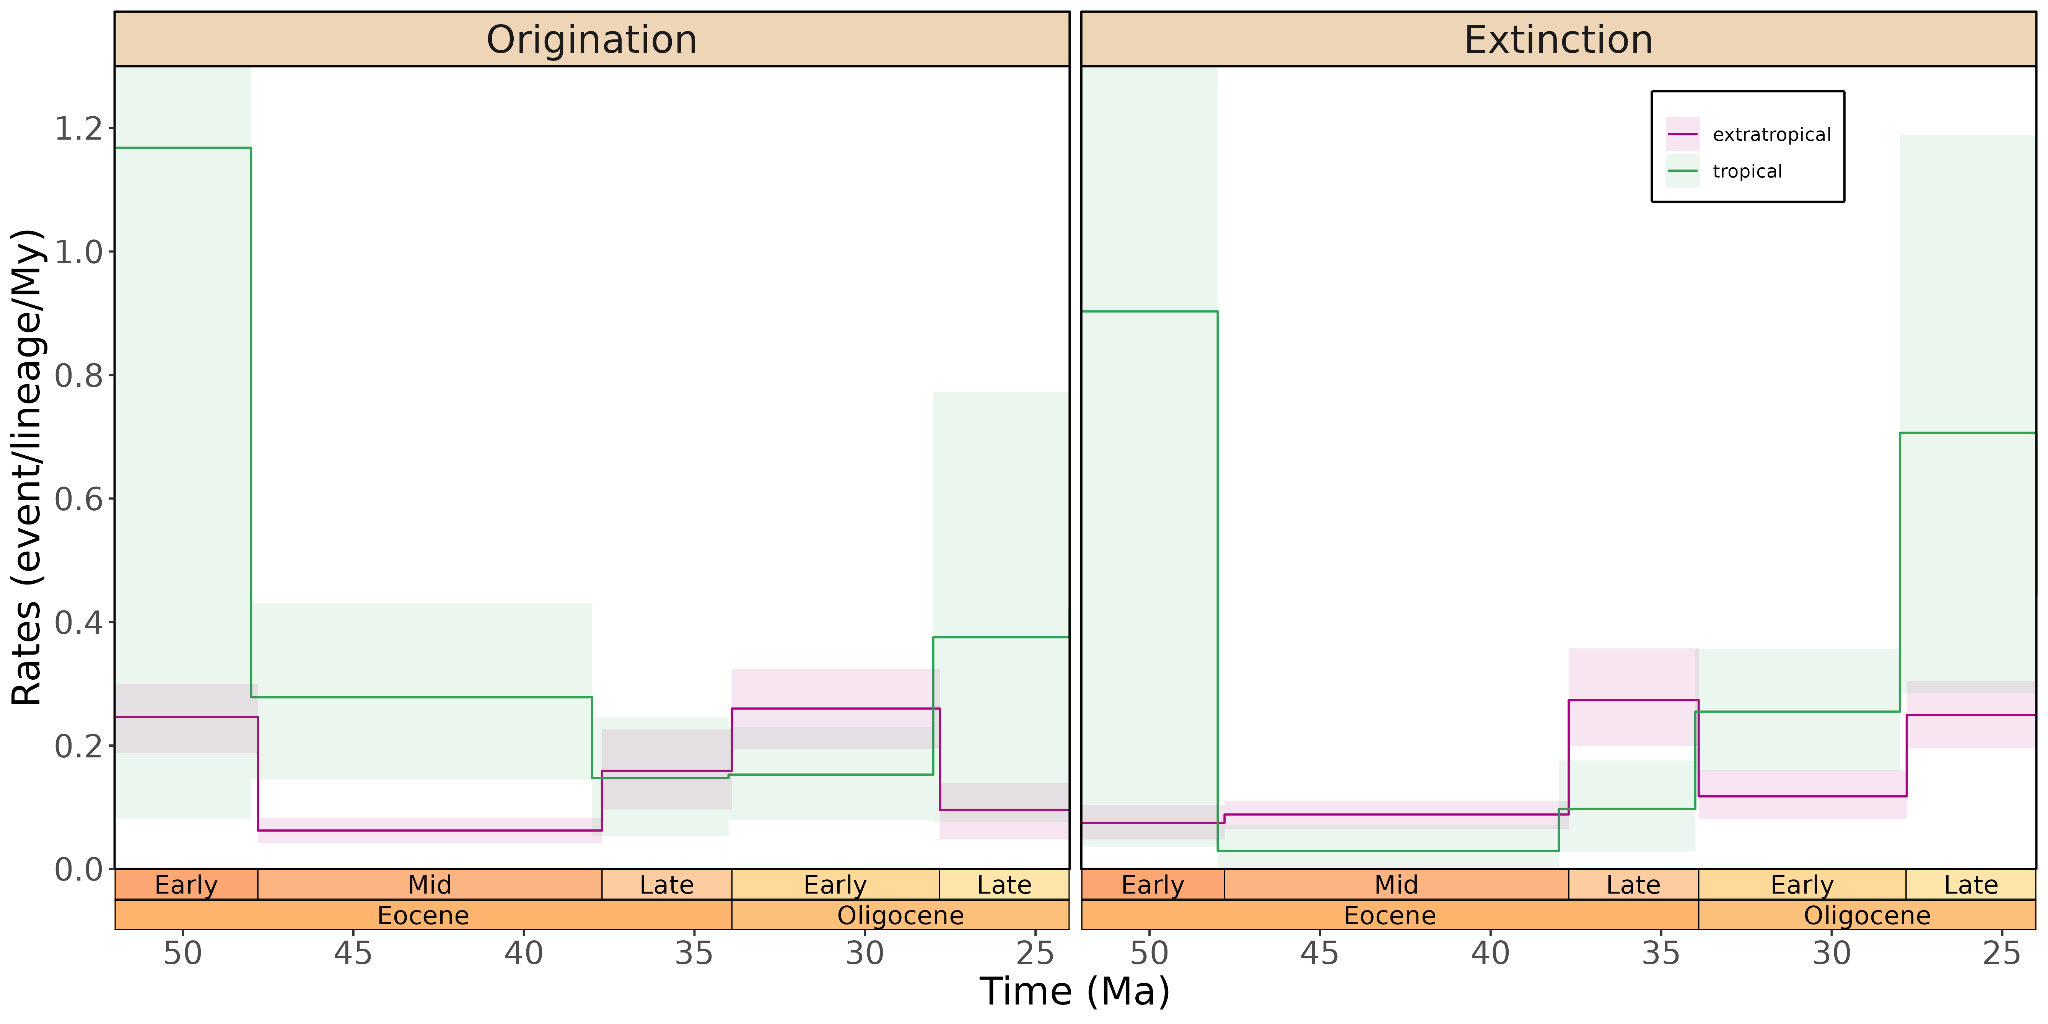 Origination
Extinction
Rates (event/lineage/My)
1.2
1.0
0.8
0.6
0.4
0.2
0.0
extratropical
tropical
Early Mid Late Early Late
Eocene Oligocene
50 45 40 35 30 25
Early Mid Late Early Late
Eocene Oligocene
50 45 40 35 30 25
Time (Ma)